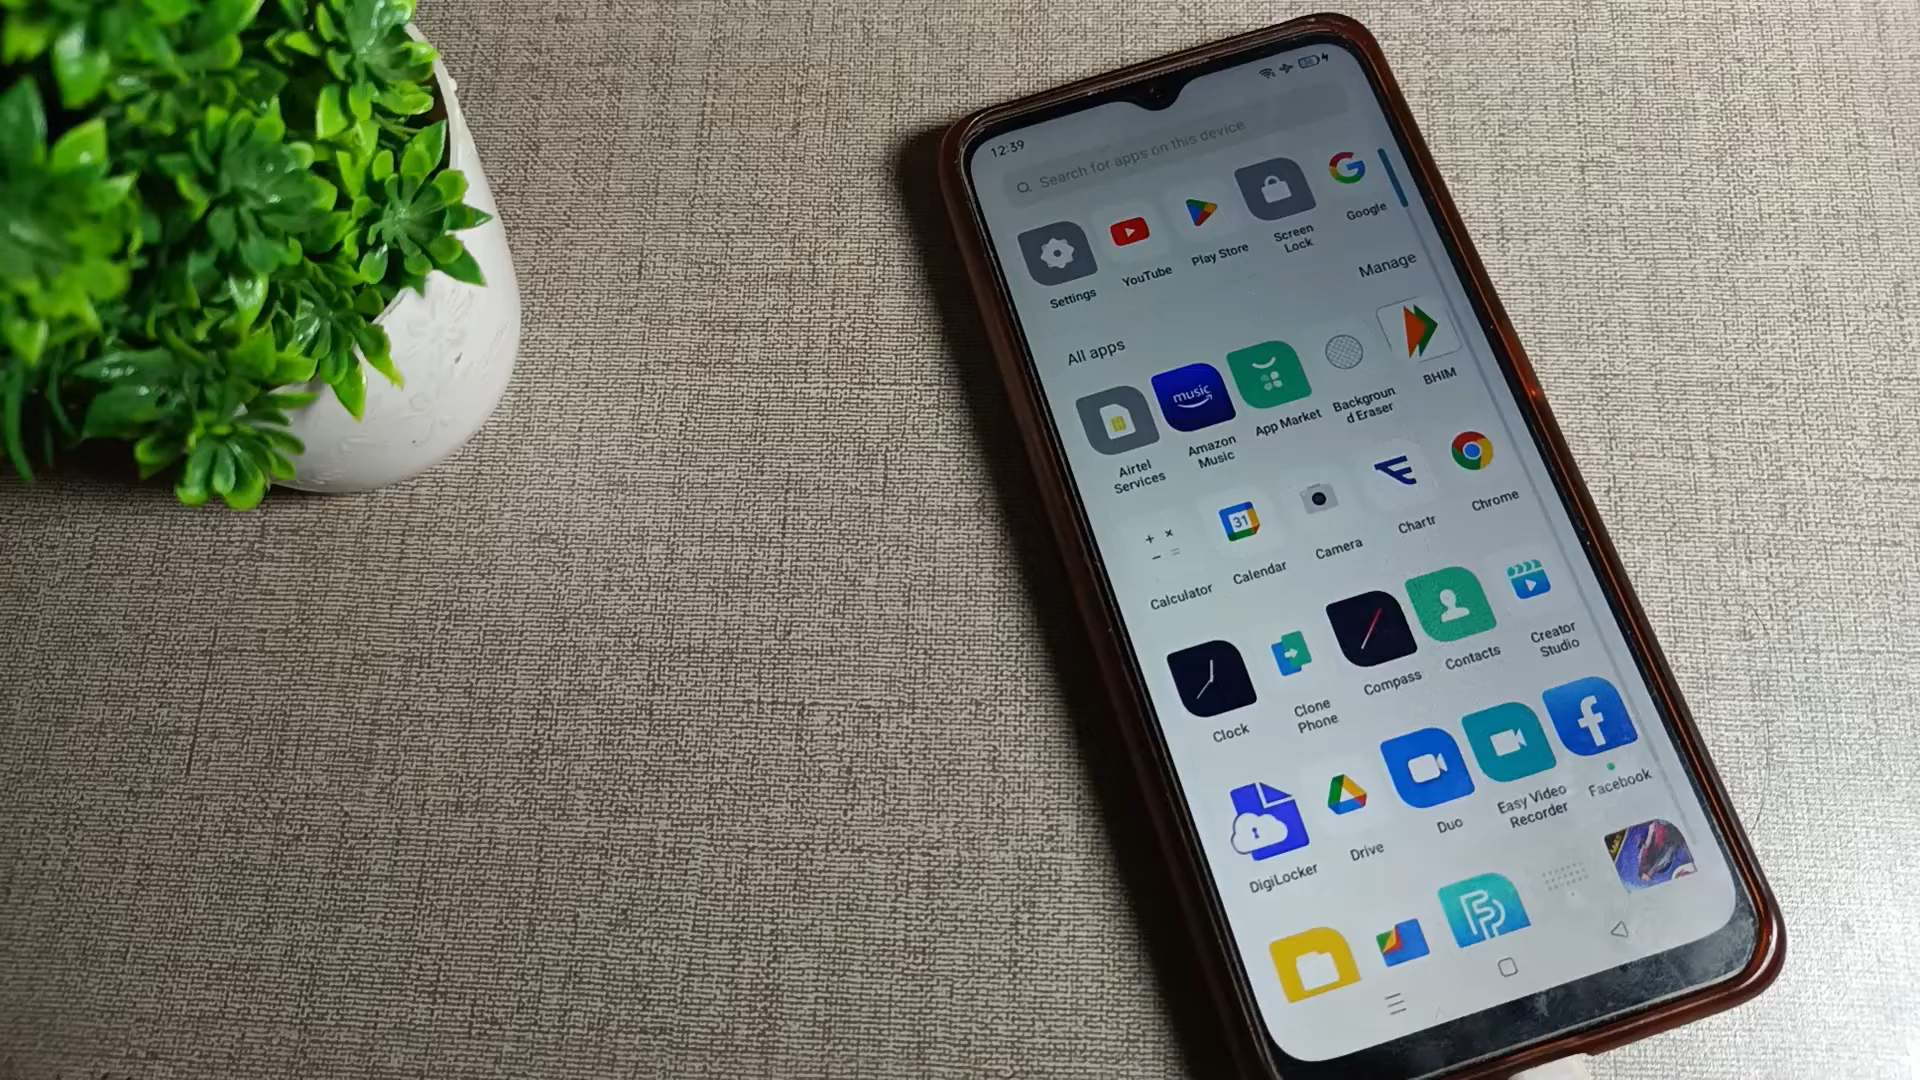 12:39
Search for apps on this device
Settings
YouTube
Play Store
Screen
Lock
Google
Manage
All apps
Airtel
Services
music
Amazon
Music
App Market
Backgroun
d Eraser
BHIM
Calculator
31
Calendar
Camera
Chartr
Chrome
Clock
Clone
Phone
Compass
Contacts
Creator
Studio
DigiLocker
Drive
Duo
Easy Video
Recorder
Facebook